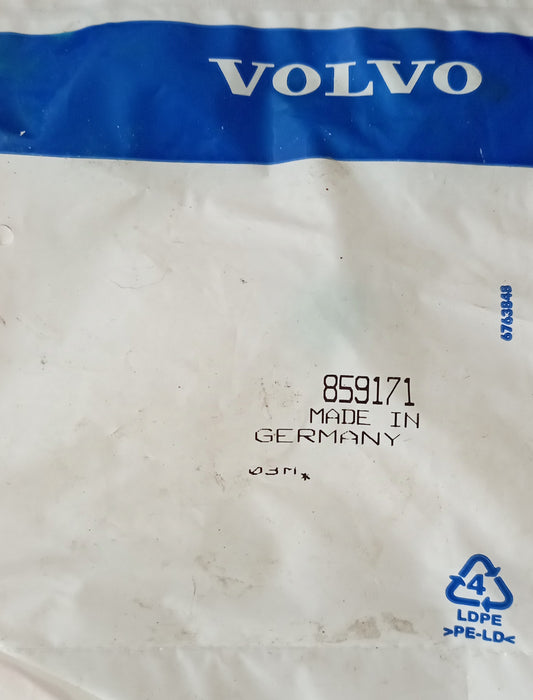 VOLVO
6763848
859171
MADE IN
GERMANY
4
LDPE
>PE-LD<